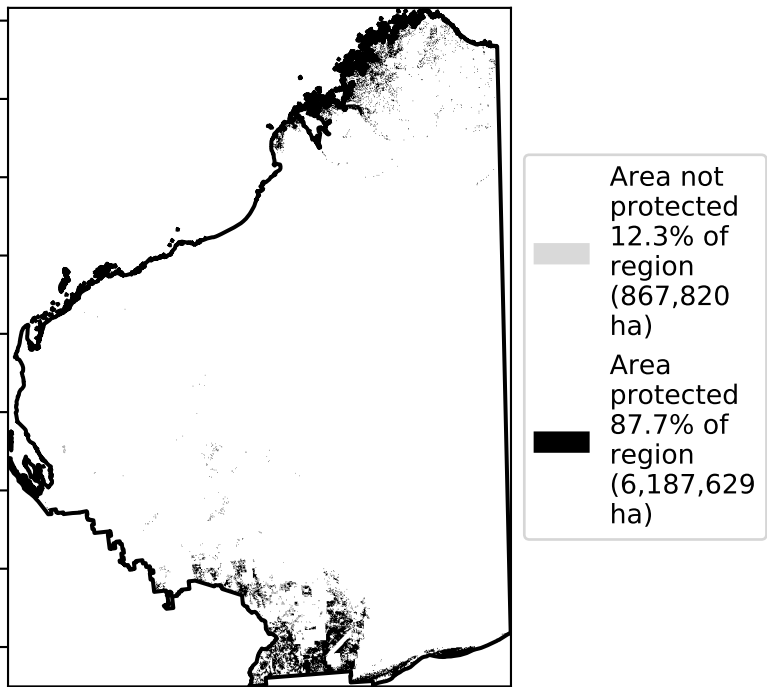 Area not
protected
12.3% of
region
(867,820
ha)
Area
protected
87.7% of
region
(6,187,629
ha)